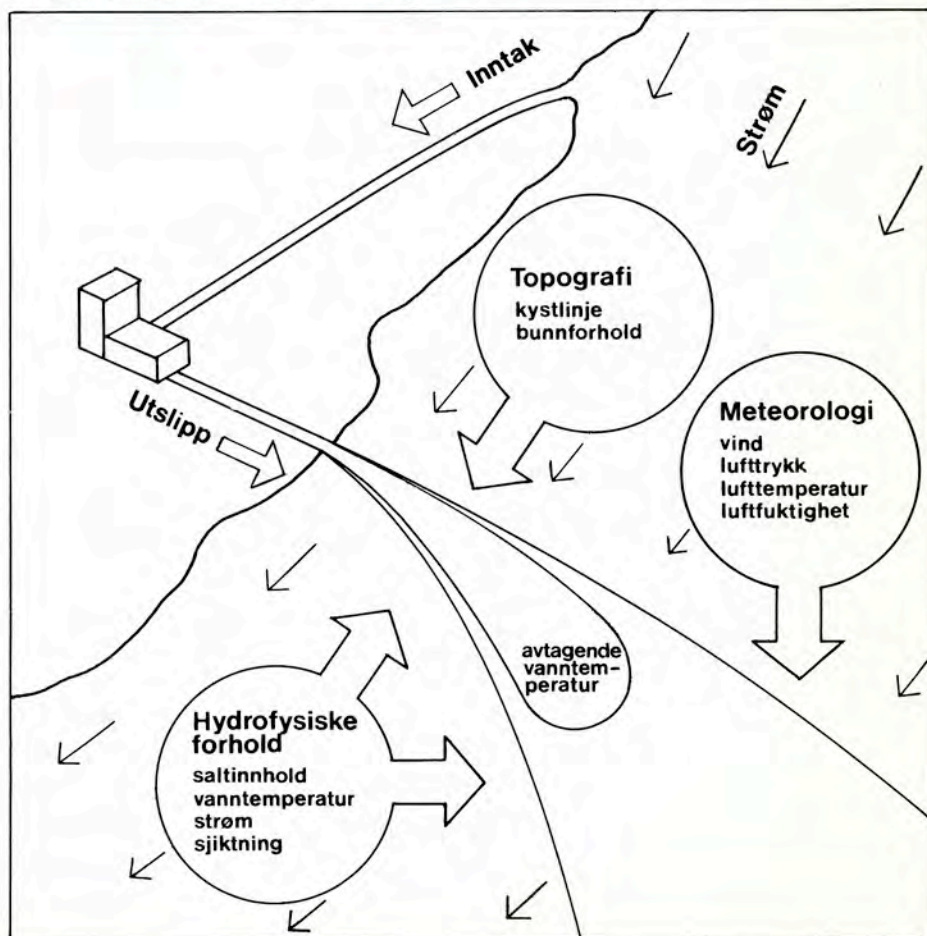 Inntak
Strøm
Topografi
kystlinje
bunnforhold
Meteorologi
vind
lufttrykk
lufttemperatur
luftfuktighet
Utslipp
avtagende
vanntem-
peratur
Hydrofysiske
forhold
saltinnhold
vanntemperatur
strøm
sjiktning